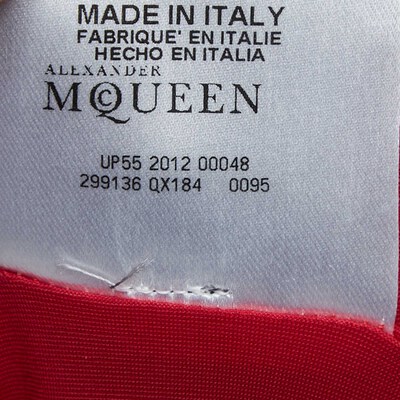 MADE IN ITALY
FABRIQUE' EN ITALIE
HECHO EN ITALIA
ALEXANDER
McQUEEN
UP55 2012 00048
299136 QX184 0095